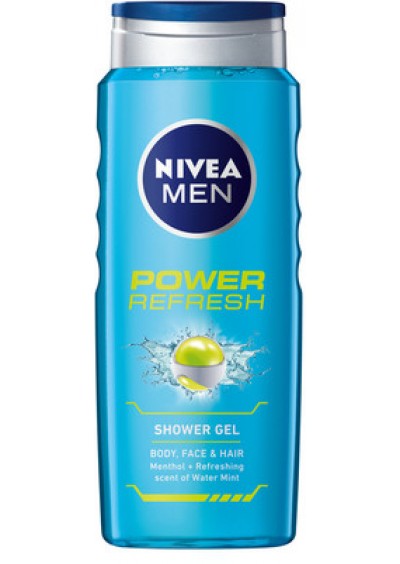 NIVEA
MEN
POWER
REFRESH
SHOWER GEL
BODY, FACE & HAIR
Menthol + Refreshing
scent of Water Mint